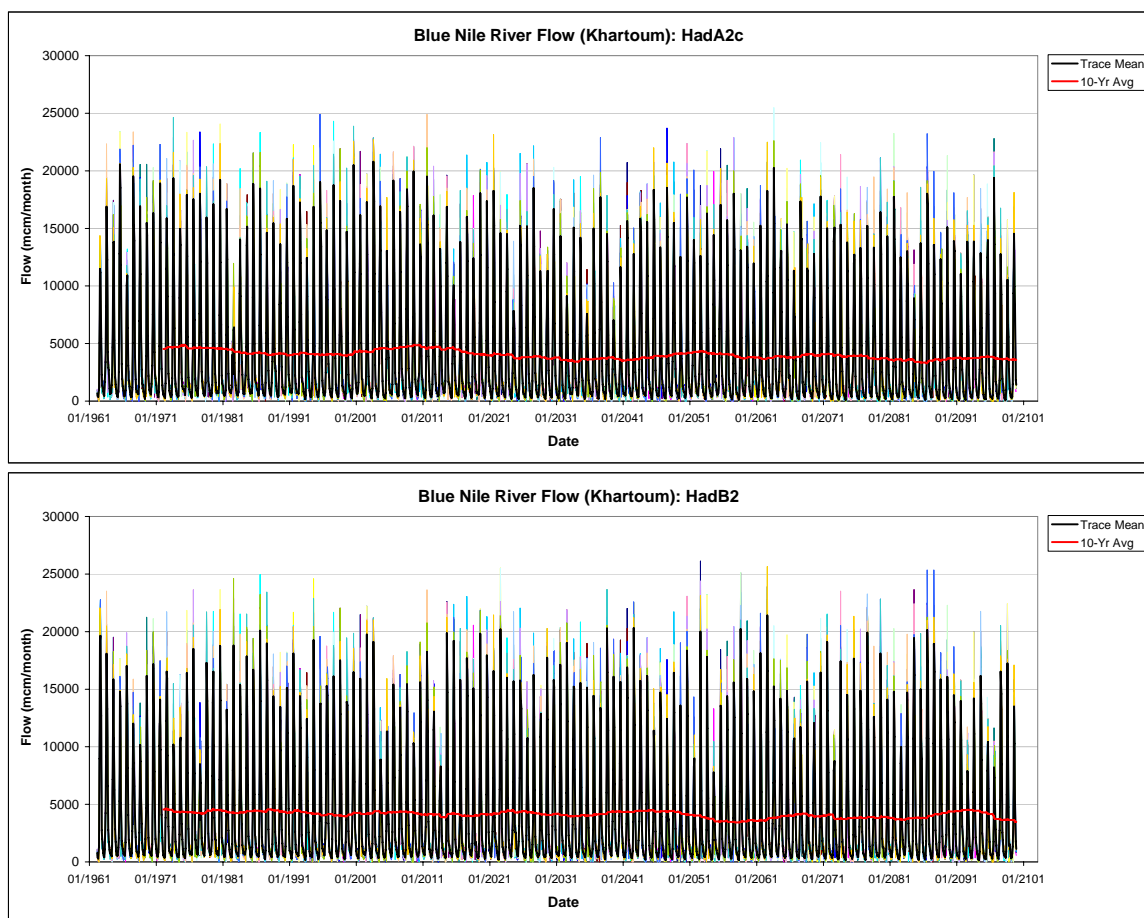 Blue Nile River Flow (Khartoum): HadA2c
30000
25000
20000
15000
10000
5000
0
Flow (mcm/month)
01/1961 01/1971 01/1981 01/1991 01/2001 01/2011 01/2021 01/2031 01/2041 01/2051 01/2061 01/2071 01/2081 01/2091 01/2101
Date
Trace Mean
10-Yr Avg
Blue Nile River Flow (Khartoum): HadB2
30000
25000
20000
15000
10000
5000
0
Flow (mcm/month)
01/1961 01/1971 01/1981 01/1991 01/2001 01/2011 01/2021 01/2031 01/2041 01/2051 01/2061 01/2071 01/2081 01/2091 01/2101
Date
Trace Mean
10-Yr Avg